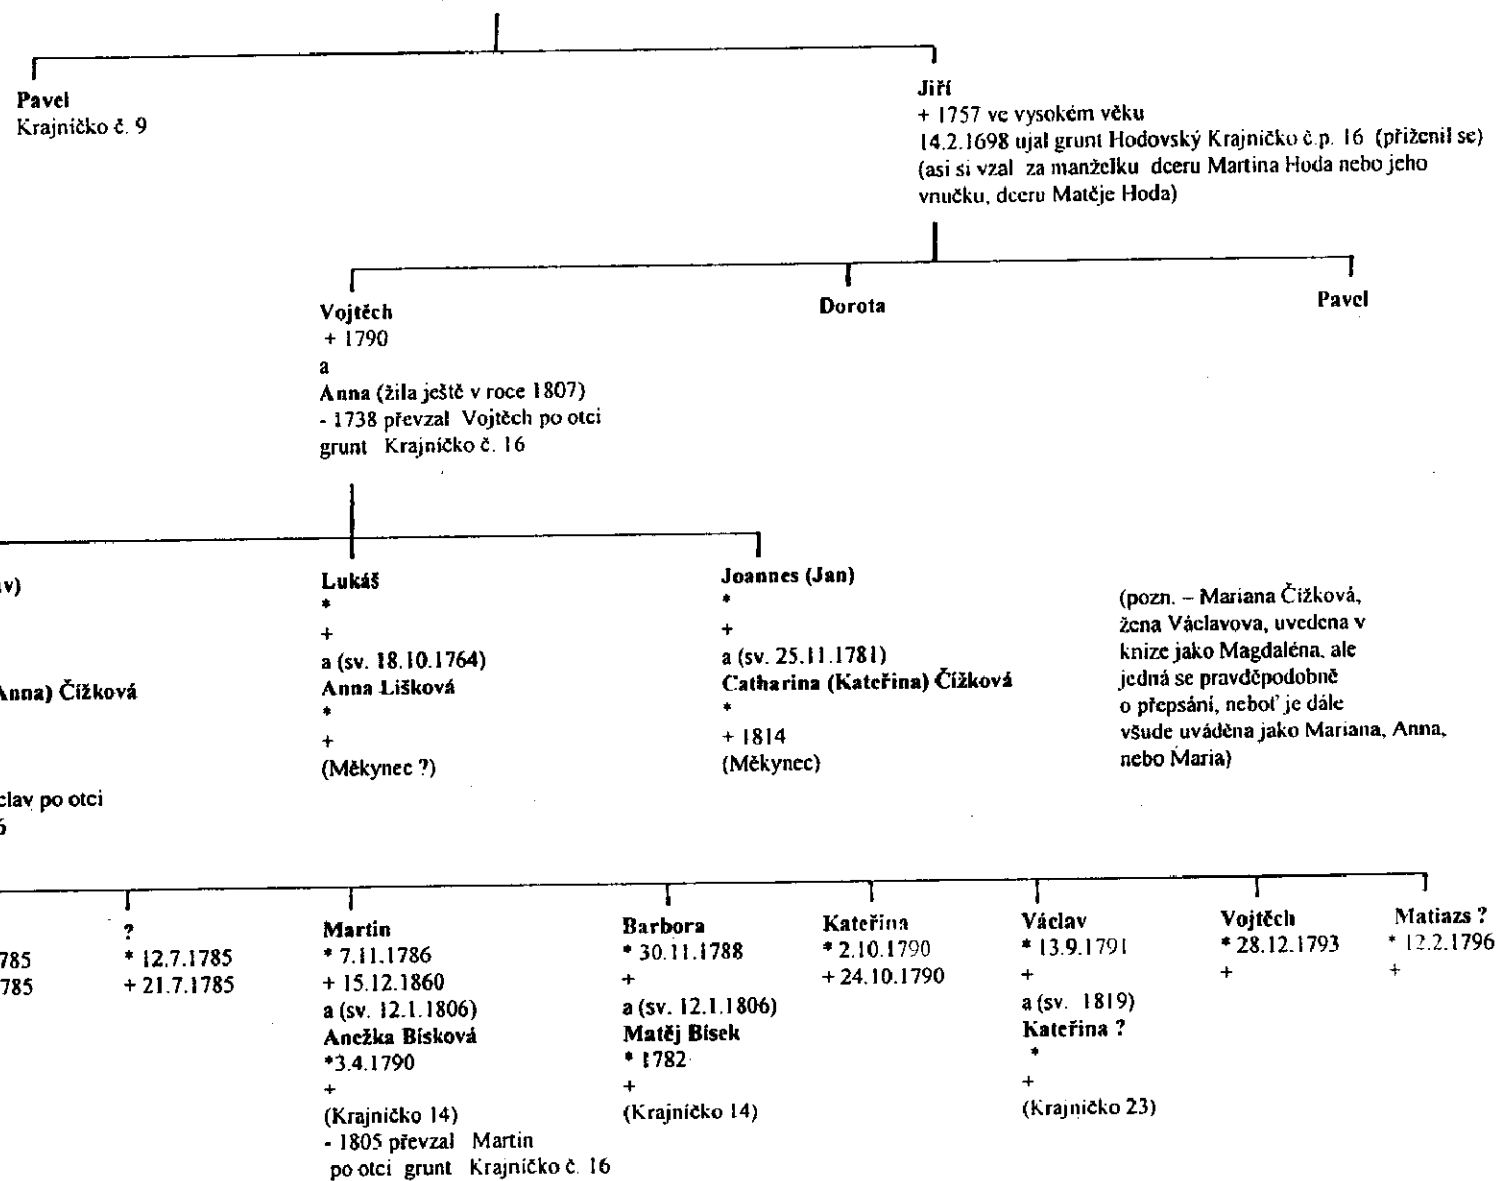 Pavel
Krajníčko č. 9
Jiří
+ 1757 ve vysokém věku
14.2.1698 ujal grunt Hodovský Krajníčko č.p. 16 (přiženil se)
(asi si vzal za manželku dceru Martina Hoda nebo jeho
vnučku, dceru Matěje Hoda)
Vojtěch
+ 1790
a
Anna (žila ještě v roce 1807)
- 1738 převzal Vojtěch po otci
grunt Krajníčko č. 16
Dorota
Pavel
v)
Anna) Čížková
clav po otci
6
Lukáš
*
+
a (sv. 18.10.1764)
Anna Lišková
*
+
(Měkynec ?)
Joannes (Jan)
*
+
a (sv. 25.11.1781)
Catharina (Kateřina) Čížková
*
+ 1814
(Měkynec)
(pozn. – Mariana Čížková,
žena Václavova, uvedena v
knize jako Magdaléna, ale
jedná se pravděpodobně
o přepsání, neboť je dále
všude uváděna jako Mariana, Anna,
nebo Maria)
785
785
?
* 12.7.1785
+ 21.7.1785
Martin
* 7.11.1786
+ 15.12.1860
a (sv. 12.1.1806)
Anežka Bísková
*3.4.1790
+
(Krajníčko 14)
- 1805 převzal Martin
po otci grunt Krajníčko č. 16
Barbora
* 30.11.1788
+
a (sv. 12.1.1806)
Matěj Bísek
* 1782
+
(Krajníčko 14)
Kateřina
* 2.10.1790
+ 24.10.1790
Václav
* 13.9.1791
+
a (sv. 1819)
Kateřina ?
*
+
(Krajníčko 23)
Vojtěch
* 28.12.1793
+
Matiazs ?
* 12.2.1796
+